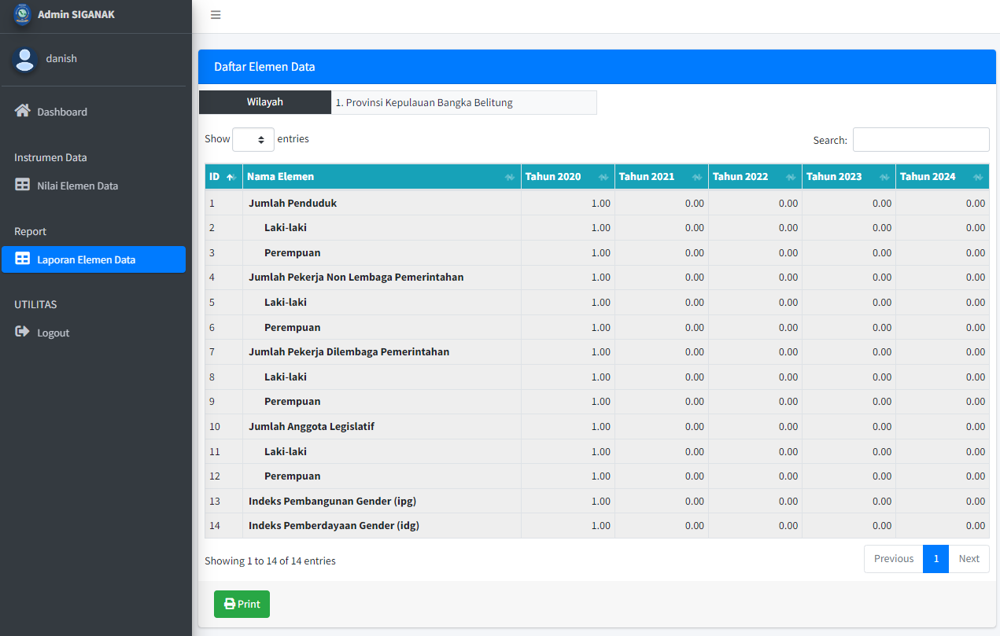 Admin SIGANAK
danish
Dashboard
Instrumen Data
Nilai Elemen Data
Report
Laporan Elemen Data
UTILITAS
Logout
Daftar Elemen Data
Wilayah 1. Provinsi Kepulauan Bangka Belitung
Show entries Search:
ID Nama Elemen Tahun 2020 Tahun 2021 Tahun 2022 Tahun 2023 Tahun 2024
1 Jumlah Penduduk 1.00 0.00 0.00 0.00 0.00
2 Laki-laki 1.00 0.00 0.00 0.00 0.00
3 Perempuan 1.00 0.00 0.00 0.00 0.00
4 Jumlah Pekerja Non Lembaga Pemerintahan 1.00 0.00 0.00 0.00 0.00
5 Laki-laki 1.00 0.00 0.00 0.00 0.00
6 Perempuan 1.00 0.00 0.00 0.00 0.00
7 Jumlah Pekerja Dilembaga Pemerintahan 1.00 0.00 0.00 0.00 0.00
8 Laki-laki 1.00 0.00 0.00 0.00 0.00
9 Perempuan 1.00 0.00 0.00 0.00 0.00
10 Jumlah Anggota Legislatif 1.00 0.00 0.00 0.00 0.00
11 Laki-laki 1.00 0.00 0.00 0.00 0.00
12 Perempuan 1.00 0.00 0.00 0.00 0.00
13 Indeks Pembangunan Gender (ipg) 1.00 0.00 0.00 0.00 0.00
14 Indeks Pemberdayaan Gender (idg) 1.00 0.00 0.00 0.00 0.00
Showing 1 to 14 of 14 entries Previous 1 Next
Print